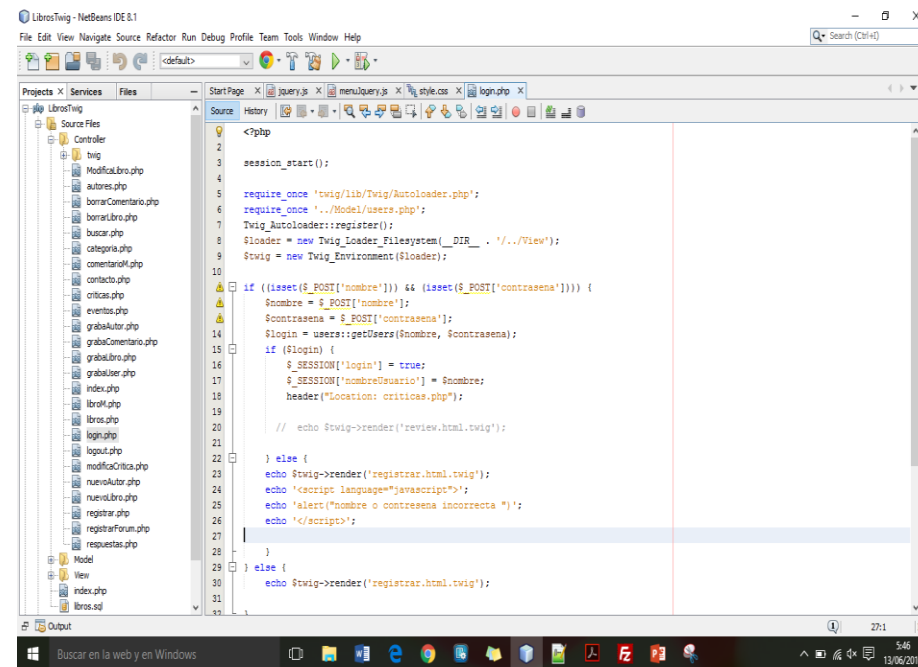 LibrosTwig - NetBeans IDE 8.1
File Edit View Navigate Source Refactor Run Debug Profile Team Tools Window Help
Search (Ctrl+I)
<default>
Projects X Services Files
Start Page X jquery.js X menuJquery.js X style.css X login.php X
LibrosTwig
Source Files
Controller
twig
ModificaLibro.php
autores.php
borrarComentario.php
borrarLibro.php
buscar.php
categoria.php
comentarioM.php
contacto.php
criticas.php
eventos.php
grabaAutor.php
grabaComentario.php
grabaLibro.php
grabaUser.php
index.php
libroM.php
libros.php
login.php
logout.php
modificaCritica.php
nuevoAutor.php
nuevoLibro.php
registrar.php
registrarForum.php
respuestas.php
Model
View
index.php
libros.sql
Source History
<?php
2
3 session_start();
4
5 require_once 'twig/lib/Twig/Autoloader.php';
6 require_once '../Model/users.php';
7 Twig_Autoloader::register();
8 $loader = new Twig_Loader_Filesystem(__DIR__ . '/../View');
9 $twig = new Twig_Environment($loader);
10
if ((isset($_POST['nombre'])) && (isset($_POST['contrasena']))) {
$nombre = $_POST['nombre'];
$contrasena = $_POST['contrasena'];
14 $login = users::getUsers($nombre, $contrasena);
15 if ($login) {
16 $_SESSION['login'] = true;
17 $_SESSION['nombreUsuario'] = $nombre;
18 header("Location: criticas.php");
19
20 // echo $twig->render('review.html.twig');
21
22 } else {
23 echo $twig->render('registrar.html.twig');
24 echo '<script language="javascript">';
25 echo 'alert("nombre o contresena incorrecta ")';
26 echo '</script>';
27
28 }
29 } else {
30 echo $twig->render('registrar.html.twig');
31
32 }
Output
27:1
Buscar en la web y en Windows
5:46
13/06/201